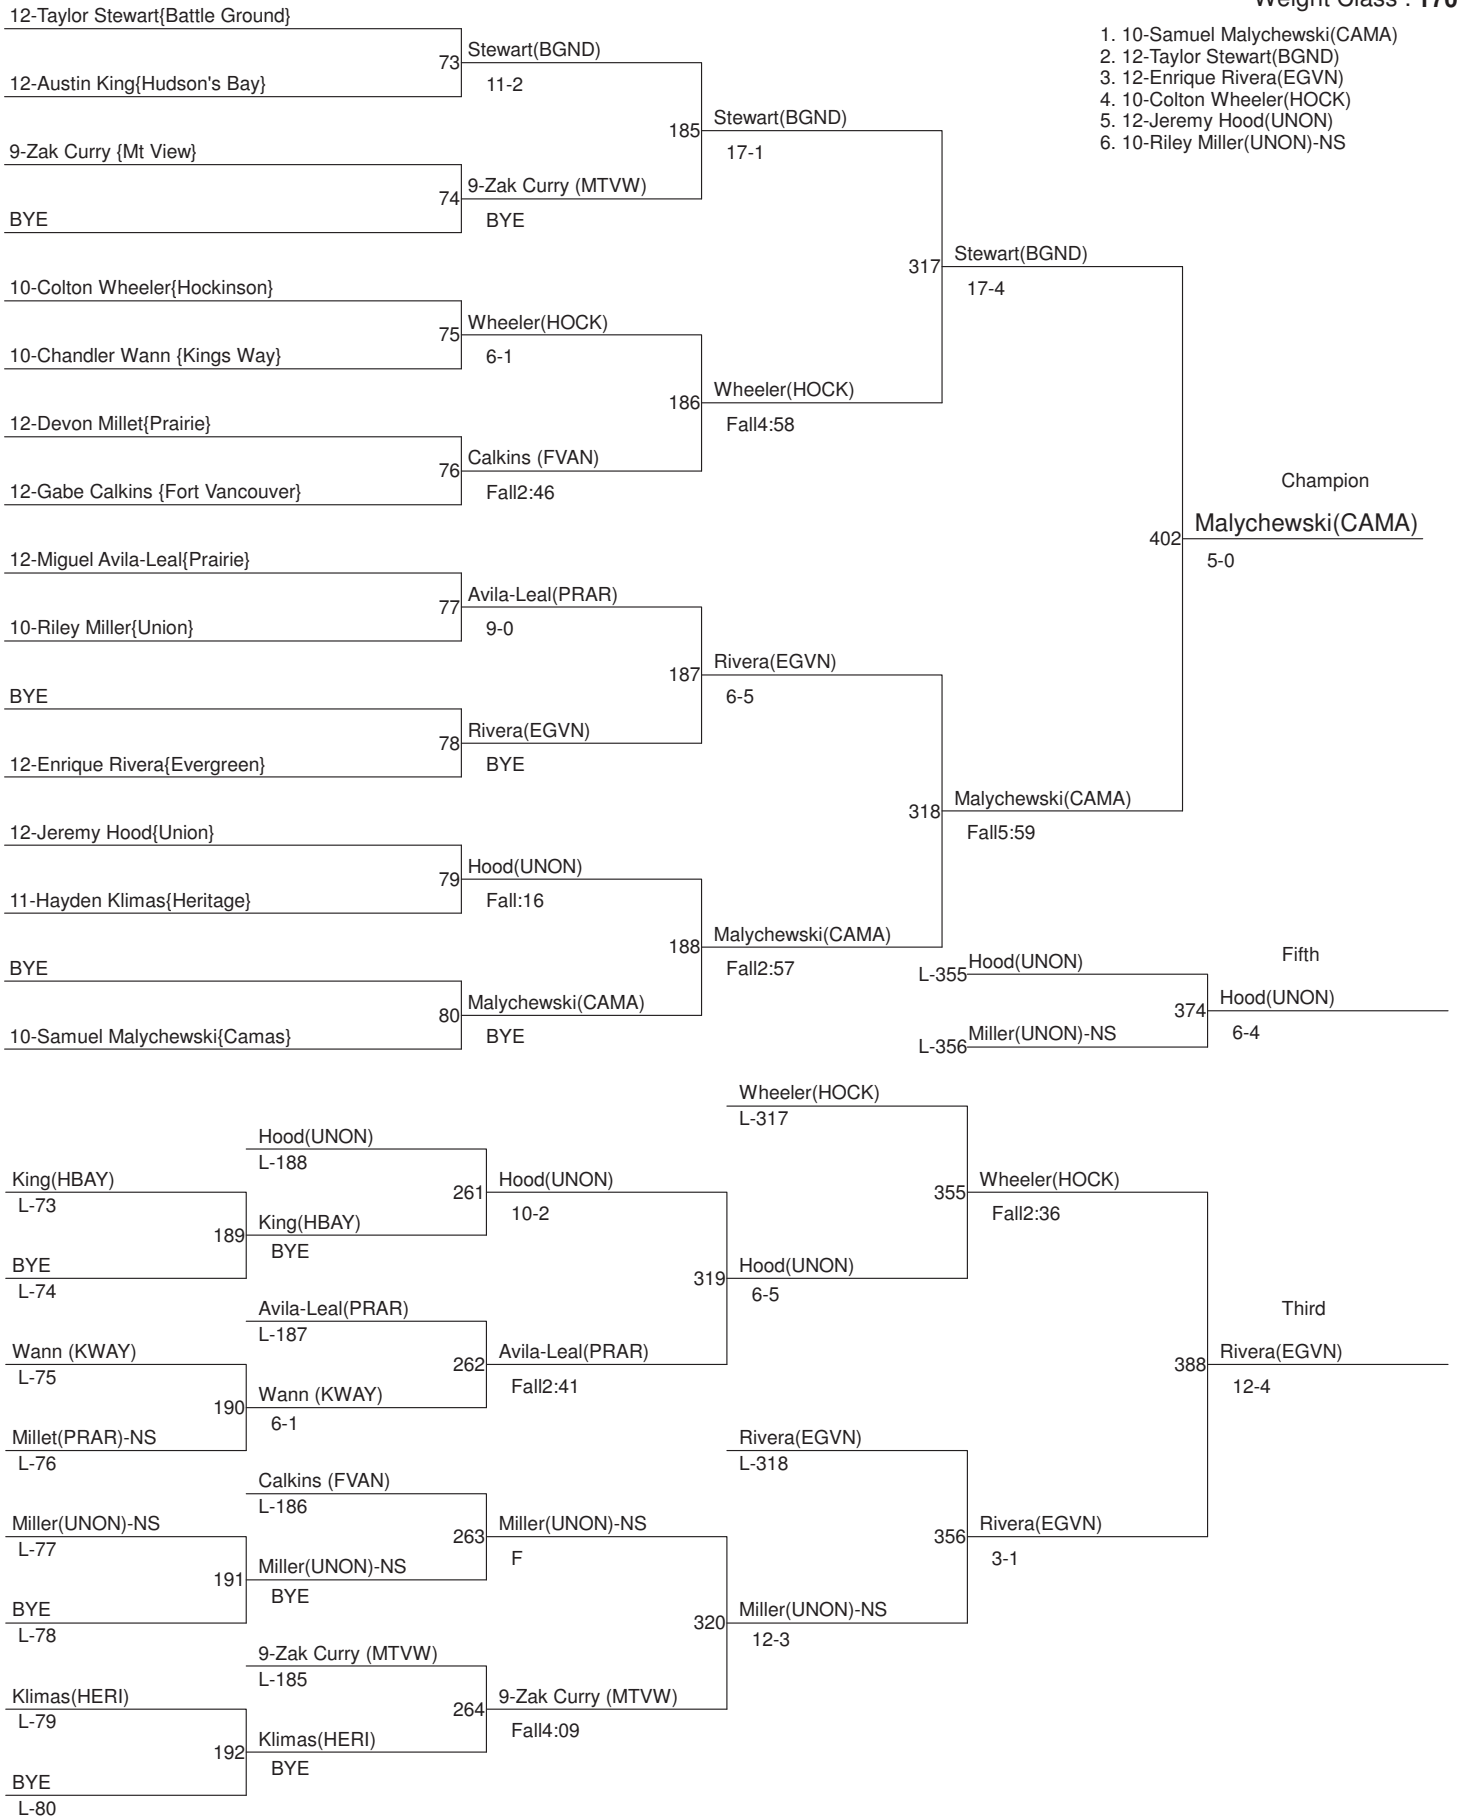 Weight Class : 170
1. 10-Samuel Malychewski(CAMA)
2. 12-Taylor Stewart(BGND)
3. 12-Enrique Rivera(EGVN)
4. 10-Colton Wheeler(HOCK)
5. 12-Jeremy Hood(UNON)
6. 10-Riley Miller(UNON)-NS
12-Taylor Stewart{Battle Ground}
73
Stewart(BGND)
11-2
12-Austin King{Hudson's Bay}
185
Stewart(BGND)
17-1
9-Zak Curry {Mt View}
74
9-Zak Curry (MTVW)
BYE
BYE
317
Stewart(BGND)
17-4
10-Colton Wheeler{Hockinson}
75
Wheeler(HOCK)
6-1
10-Chandler Wann {Kings Way}
186
Wheeler(HOCK)
Fall4:58
12-Devon Millet{Prairie}
76
Calkins (FVAN)
Fall2:46
12-Gabe Calkins {Fort Vancouver}
Champion
402
Malychewski(CAMA)
5-0
12-Miguel Avila-Leal{Prairie}
77
Avila-Leal(PRAR)
9-0
10-Riley Miller{Union}
187
Rivera(EGVN)
6-5
BYE
78
Rivera(EGVN)
BYE
12-Enrique Rivera{Evergreen}
318
Malychewski(CAMA)
Fall5:59
12-Jeremy Hood{Union}
79
Hood(UNON)
Fall:16
11-Hayden Klimas{Heritage}
188
Malychewski(CAMA)
Fall2:57
BYE
80
Malychewski(CAMA)
BYE
10-Samuel Malychewski{Camas}
Fifth
L-355
Hood(UNON)
374
Hood(UNON)
6-4
L-356
Miller(UNON)-NS
Wheeler(HOCK)
L-317
Hood(UNON)
L-188
King(HBAY)
L-73
261
Hood(UNON)
10-2
355
Wheeler(HOCK)
Fall2:36
189
King(HBAY)
BYE
BYE
L-74
319
Hood(UNON)
6-5
Avila-Leal(PRAR)
L-187
Third
Wann (KWAY)
L-75
262
Avila-Leal(PRAR)
Fall2:41
388
Rivera(EGVN)
12-4
190
Wann (KWAY)
6-1
Millet(PRAR)-NS
L-76
Rivera(EGVN)
L-318
Calkins (FVAN)
L-186
Miller(UNON)-NS
L-77
263
Miller(UNON)-NS
F
356
Rivera(EGVN)
3-1
191
Miller(UNON)-NS
BYE
BYE
L-78
320
Miller(UNON)-NS
12-3
9-Zak Curry (MTVW)
L-185
Klimas(HERI)
L-79
264
9-Zak Curry (MTVW)
Fall4:09
192
Klimas(HERI)
BYE
BYE
L-80